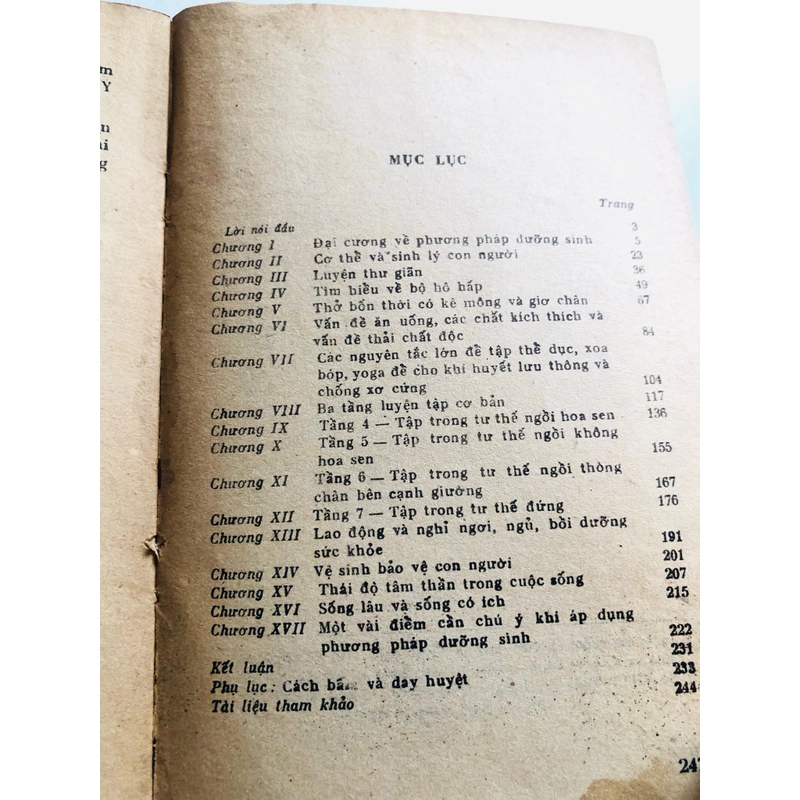 m
Y
n
ni
g
MỤC LỤC
Trang
Lời nói đầu 3
Chương I Đại cương về phương pháp dưỡng sinh 5
Chương II Cơ thể và sinh lý con người 23
Chương III Luyện thư giãn 36
Chương IV Tìm hiểu về bộ hô hấp 49
Chương V Thở bốn thời có kê mông và giơ chân 67
Chương VI Vấn đề ăn uống, các chất kích thích và
vấn đề thải chất độc 84
Chương VII Các nguyên tắc lớn để tập thể dục, xoa
bóp, yoga để cho khí huyết lưu thông và
chống xơ cứng 104
Chương VIII Ba tầng luyện tập cơ bản 117
Chương IX Tầng 4 — Tập trong tư thế ngồi hoa sen 136
Chương X Tầng 5 — Tập trong tư thế ngồi không
hoa sen 155
Chương XI Tầng 6 — Tập trong tư thế ngồi thòng
chân bên cạnh giường 167
Chương XII Tầng 7 — Tập trong tư thế đứng 176
Chương XIII Lao động và nghỉ ngơi, ngủ, bồi dưỡng
sức khỏe 191
Chương XIV Vệ sinh bảo vệ con người 201
Chương XV Thái độ tâm thần trong cuộc sống 207
Chương XVI Sống lâu và sống có ích 215
Chương XVII Một vài điểm cần chú ý khi áp dụng
phương pháp dưỡng sinh 222
Kết luận 231
Phụ lục: Cách bấm và day huyệt 233
Tài liệu tham khảo 244